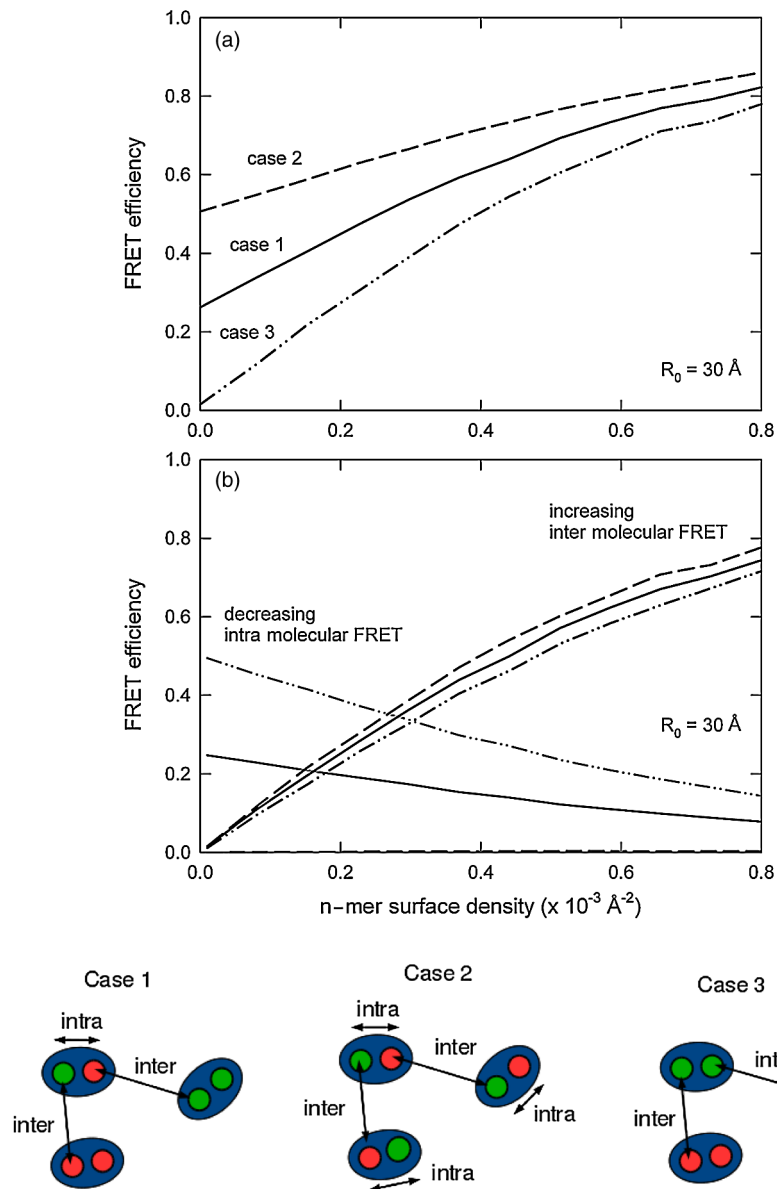 1.0
(a)
0.8
case 2
0.6
FRET efficiency
case 1
0.4
case 3
0.2
R0 = 30 Å
0.0
0.0 0.2 0.4 0.6 0.8
1.0
(b)
increasing
inter molecular FRET
0.8
decreasing
intra molecular FRET
0.6
FRET efficiency
0.4
R0 = 30 Å
0.2
0.0
0.0 0.2 0.4 0.6 0.8
n-mer surface density (x 10⁻³ Å⁻²)
Case 1
intra
inter
inter
Case 2
intra
inter
inter
intra
intra
Case 3
inter